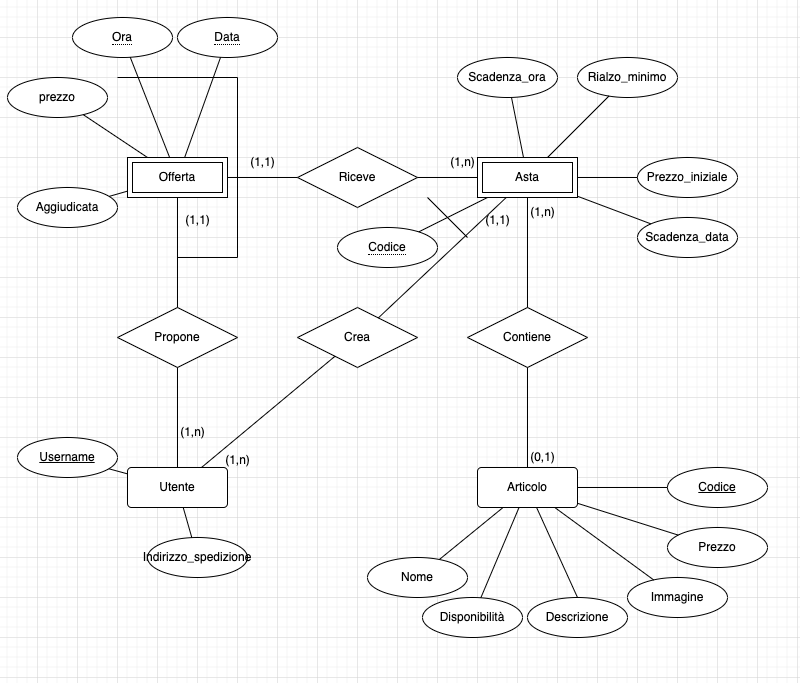 Ora
Data
prezzo
Scadenza_ora
Rialzo_minimo
Offerta
(1,1)
Riceve
(1,n)
Asta
Prezzo_iniziale
Aggiudicata
(1,1)
(1,1)
(1,n)
Codice
Scadenza_data
Propone
Crea
Contiene
(1,n)
(1,n)
(0,1)
Username
Utente
Articolo
Codice
Indirizzo_spedizione
Prezzo
Nome
Immagine
Disponibilità
Descrizione